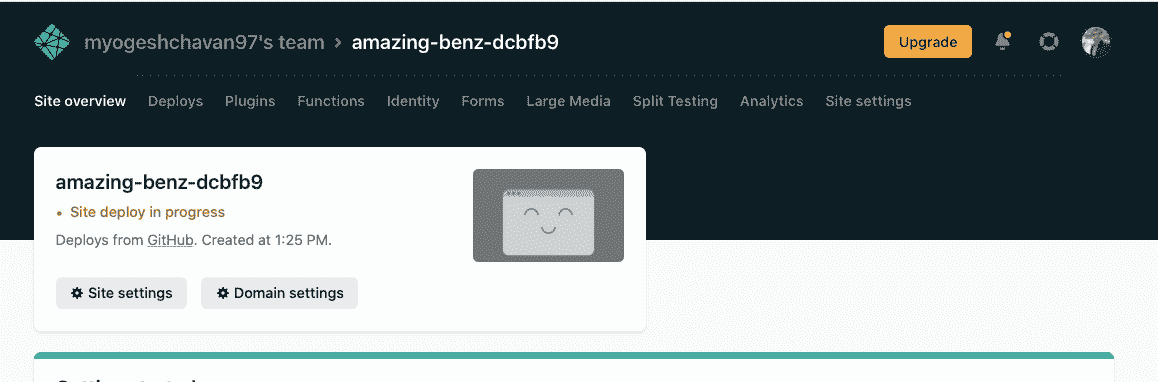 myogeshchavan97's team > amazing-benz-dcbfb9
Upgrade
Site overview Deploys Plugins Functions Identity Forms Large Media Split Testing Analytics Site settings
amazing-benz-dcbfb9
• Site deploy in progress
Deploys from GitHub. Created at 1:25 PM.
Site settings
Domain settings